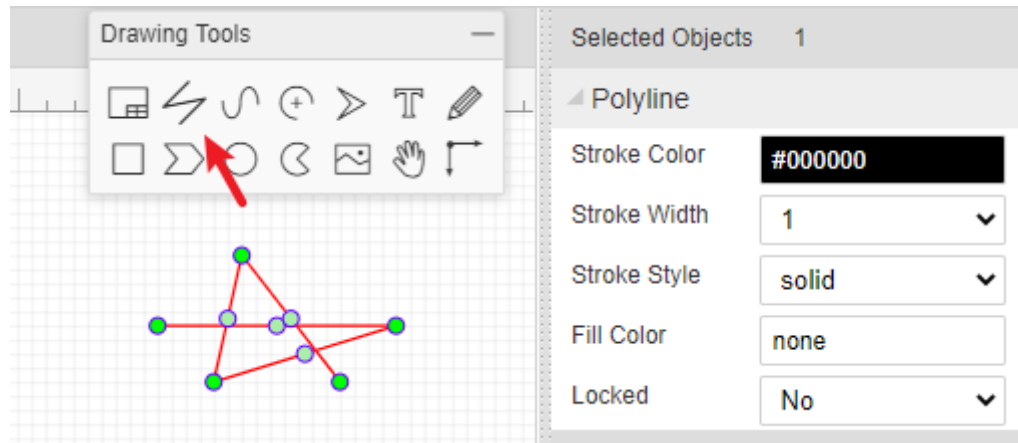 Drawing Tools
Selected Objects 1
Polyline
Stroke Color #000000
Stroke Width 1
Stroke Style solid
Fill Color none
Locked No